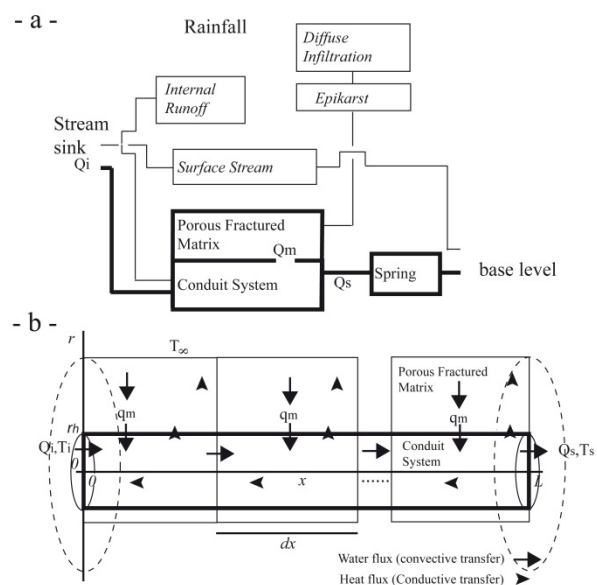 - a -
Rainfall
Diffuse
Infiltration
Internal
Runoff
Epikarst
Stream
sink
Qi
Surface Stream
Porous Fractured
Matrix
Qm
Conduit System
Qs
Spring
base level
- b -
r
T∞
Porous Fractured
Matrix
qm
qm
qm
rh
Qi,Ti
Conduit
System
Qs,Ts
0
0
x
......
L
dx
Water flux (convective transfer)
Heat flux (Conductive transfer)